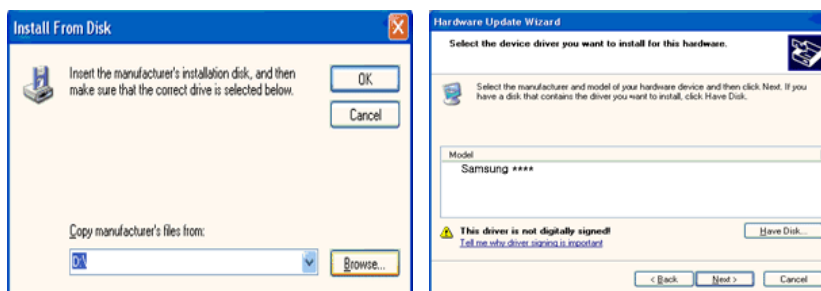 Install From Disk
Insert the manufacturer's installation disk, and then
make sure that the correct drive is selected below.
OK
Cancel
Copy manufacturer's files from:
D:\
Browse...
Hardware Update Wizard
Select the device driver you want to install for this hardware.
Select the manufacturer and model of your hardware device and then click Next. If you
have a disk that contains the driver you want to install, click Have Disk.
Model
Samsung ****
This driver is not digitally signed!
Tell me why driver signing is important
Have Disk...
< Back
Next >
Cancel